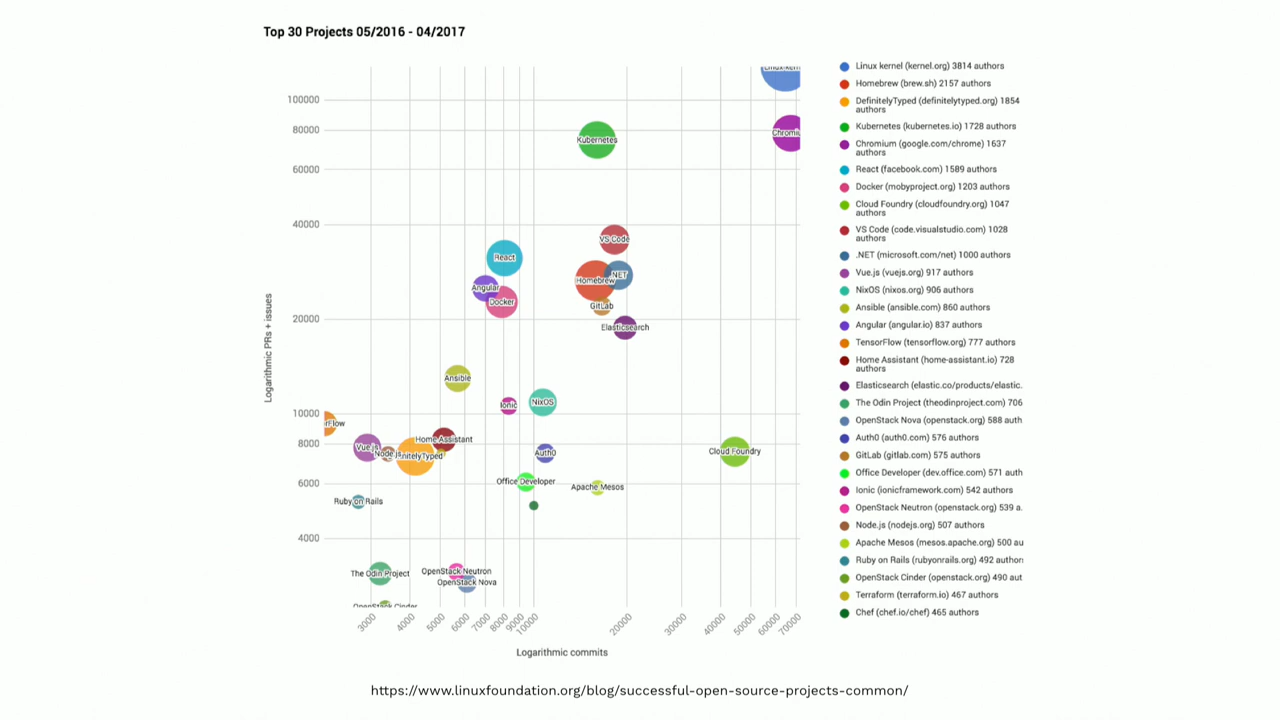 Top 30 Projects 05/2016 - 04/2017
Logarithmic PRs + issues
100000
80000
60000
40000
20000
10000
8000
6000
4000
Kubernetes
VS Code
React
.NET
Homebrew
Angular
Docker
GitLab
Elasticsearch
Ansible
Ionic
NixOS
rFlow
Home Assistant
Vue.js
Node.js
nitelyTyped
Auth0
Cloud Foundry
Office Developer
Apache Mesos
Ruby on Rails
The Odin Project
OpenStack Neutron
OpenStack Nova
OpenStack Cinder
Linux Kern
Chromiu
3000
4000
5000
6000
7000
8000
9000
10000
20000
30000
40000
50000
60000
70000
Logarithmic commits
Linux kernel (kernel.org) 3814 authors
Homebrew (brew.sh) 2157 authors
DefinitelyTyped (definitelytyped.org) 1854
authors
Kubernetes (kubernetes.io) 1728 authors
Chromium (google.com/chrome) 1637
authors
React (facebook.com) 1589 authors
Docker (mobyproject.org) 1203 authors
Cloud Foundry (cloudfoundry.org) 1047
authors
VS Code (code.visualstudio.com) 1028
authors
.NET (microsoft.com/net) 1000 authors
Vue.js (vuejs.org) 917 authors
NixOS (nixos.org) 906 authors
Ansible (ansible.com) 860 authors
Angular (angular.io) 837 authors
TensorFlow (tensorflow.org) 777 authors
Home Assistant (home-assistant.io) 728
authors
Elasticsearch (elastic.co/products/elastic.
The Odin Project (theodinproject.com) 706
OpenStack Nova (openstack.org) 588 auth
Auth0 (auth0.com) 576 authors
GitLab (gitlab.com) 575 authors
Office Developer (dev.office.com) 571 auth
Ionic (ionicframework.com) 542 authors
OpenStack Neutron (openstack.org) 539 a.
Node.js (nodejs.org) 507 authors
Apache Mesos (mesos.apache.org) 500 au
Ruby on Rails (rubyonrails.org) 492 authors
OpenStack Cinder (openstack.org) 490 aut
Terraform (terraform.io) 467 authors
Chef (chef.io/chef) 465 authors
https://www.linuxfoundation.org/blog/successful-open-source-projects-common/